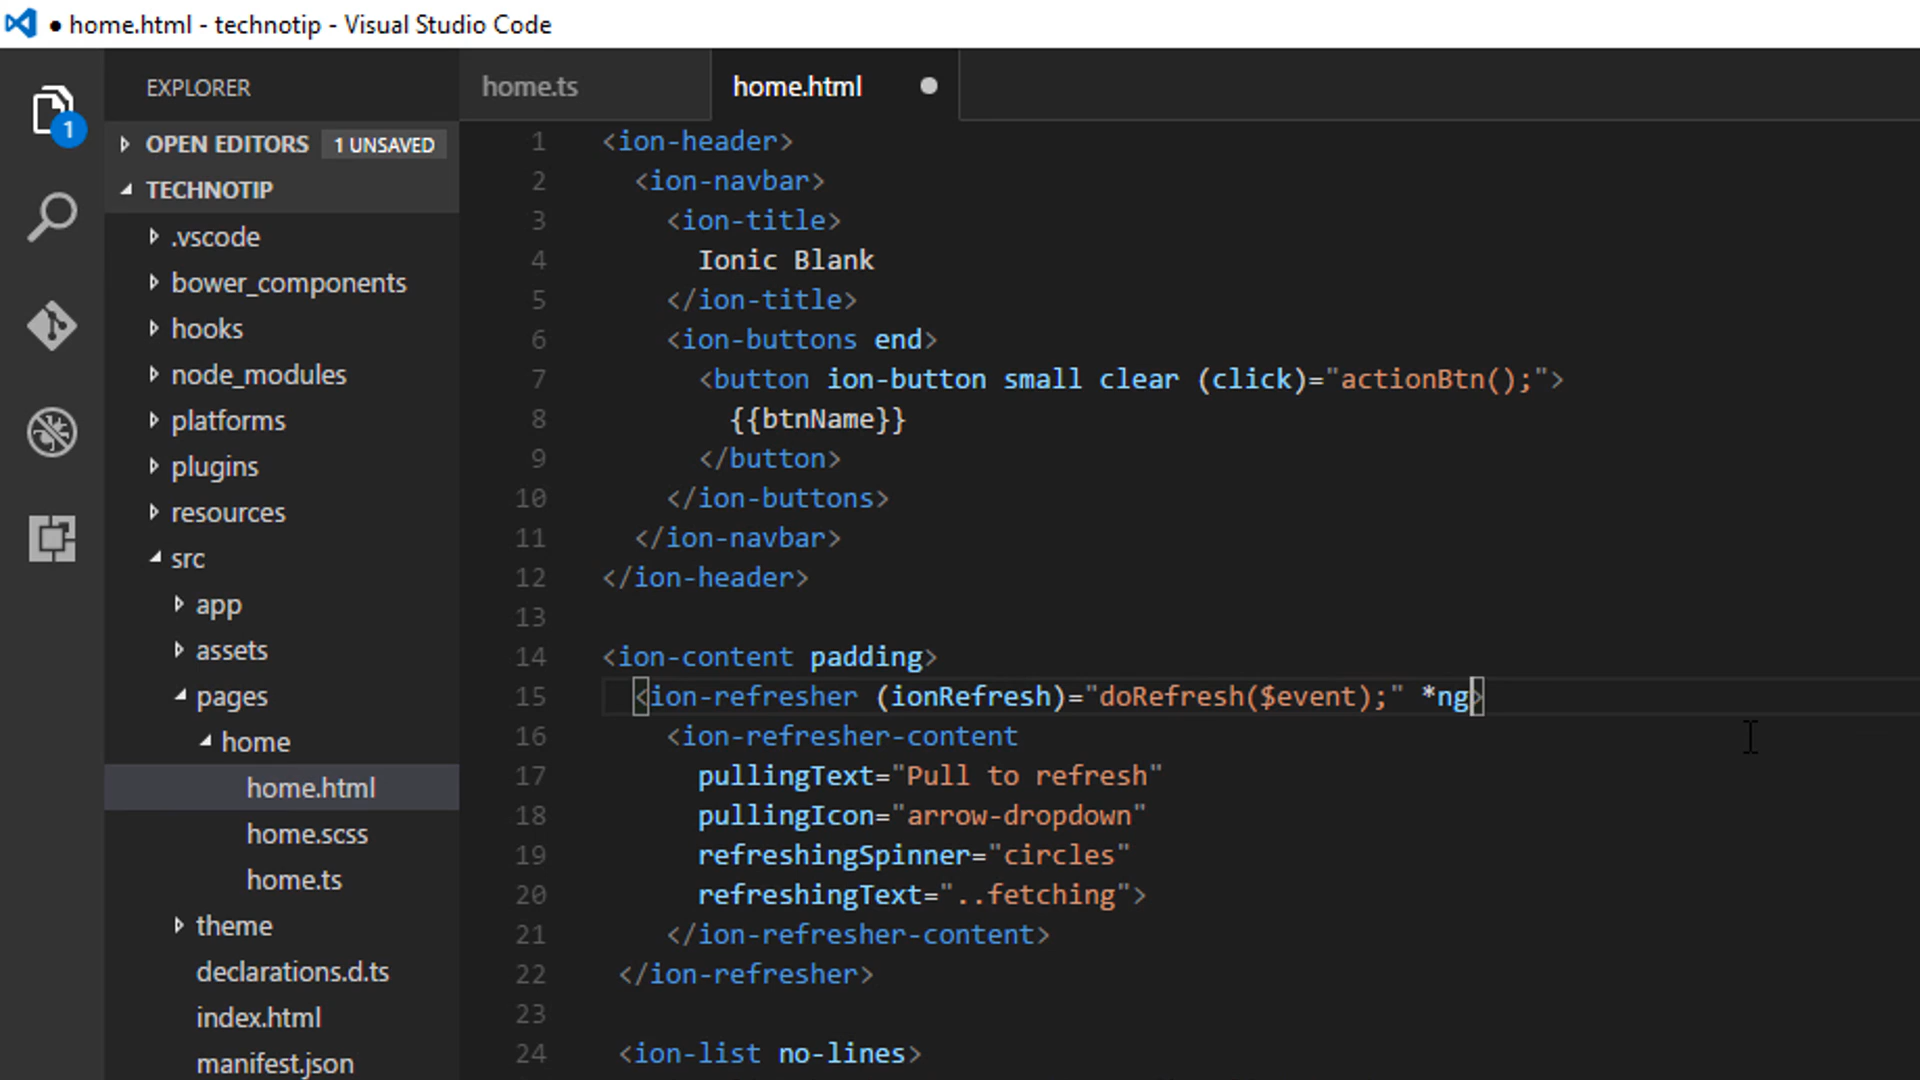 ● home.html - technotip - Visual Studio Code
EXPLORER
1
OPEN EDITORS 1 UNSAVED
TECHNOTIP
.vscode
bower_components
hooks
node_modules
platforms
plugins
resources
src
app
assets
pages
home
home.html
home.scss
home.ts
theme
declarations.d.ts
index.html
manifest.json
home.ts
home.html
1 <ion-header>
2 <ion-navbar>
3 <ion-title>
4 Ionic Blank
5 </ion-title>
6 <ion-buttons end>
7 <button ion-button small clear (click)="actionBtn();">
8 {{btnName}}
9 </button>
10 </ion-buttons>
11 </ion-navbar>
12 </ion-header>
13
14 <ion-content padding>
15 <ion-refresher (ionRefresh)="doRefresh($event);" *ng>
16 <ion-refresher-content
17 pullingText="Pull to refresh"
18 pullingIcon="arrow-dropdown"
19 refreshingSpinner="circles"
20 refreshingText="..fetching">
21 </ion-refresher-content>
22 </ion-refresher>
23
24 <ion-list no-lines>